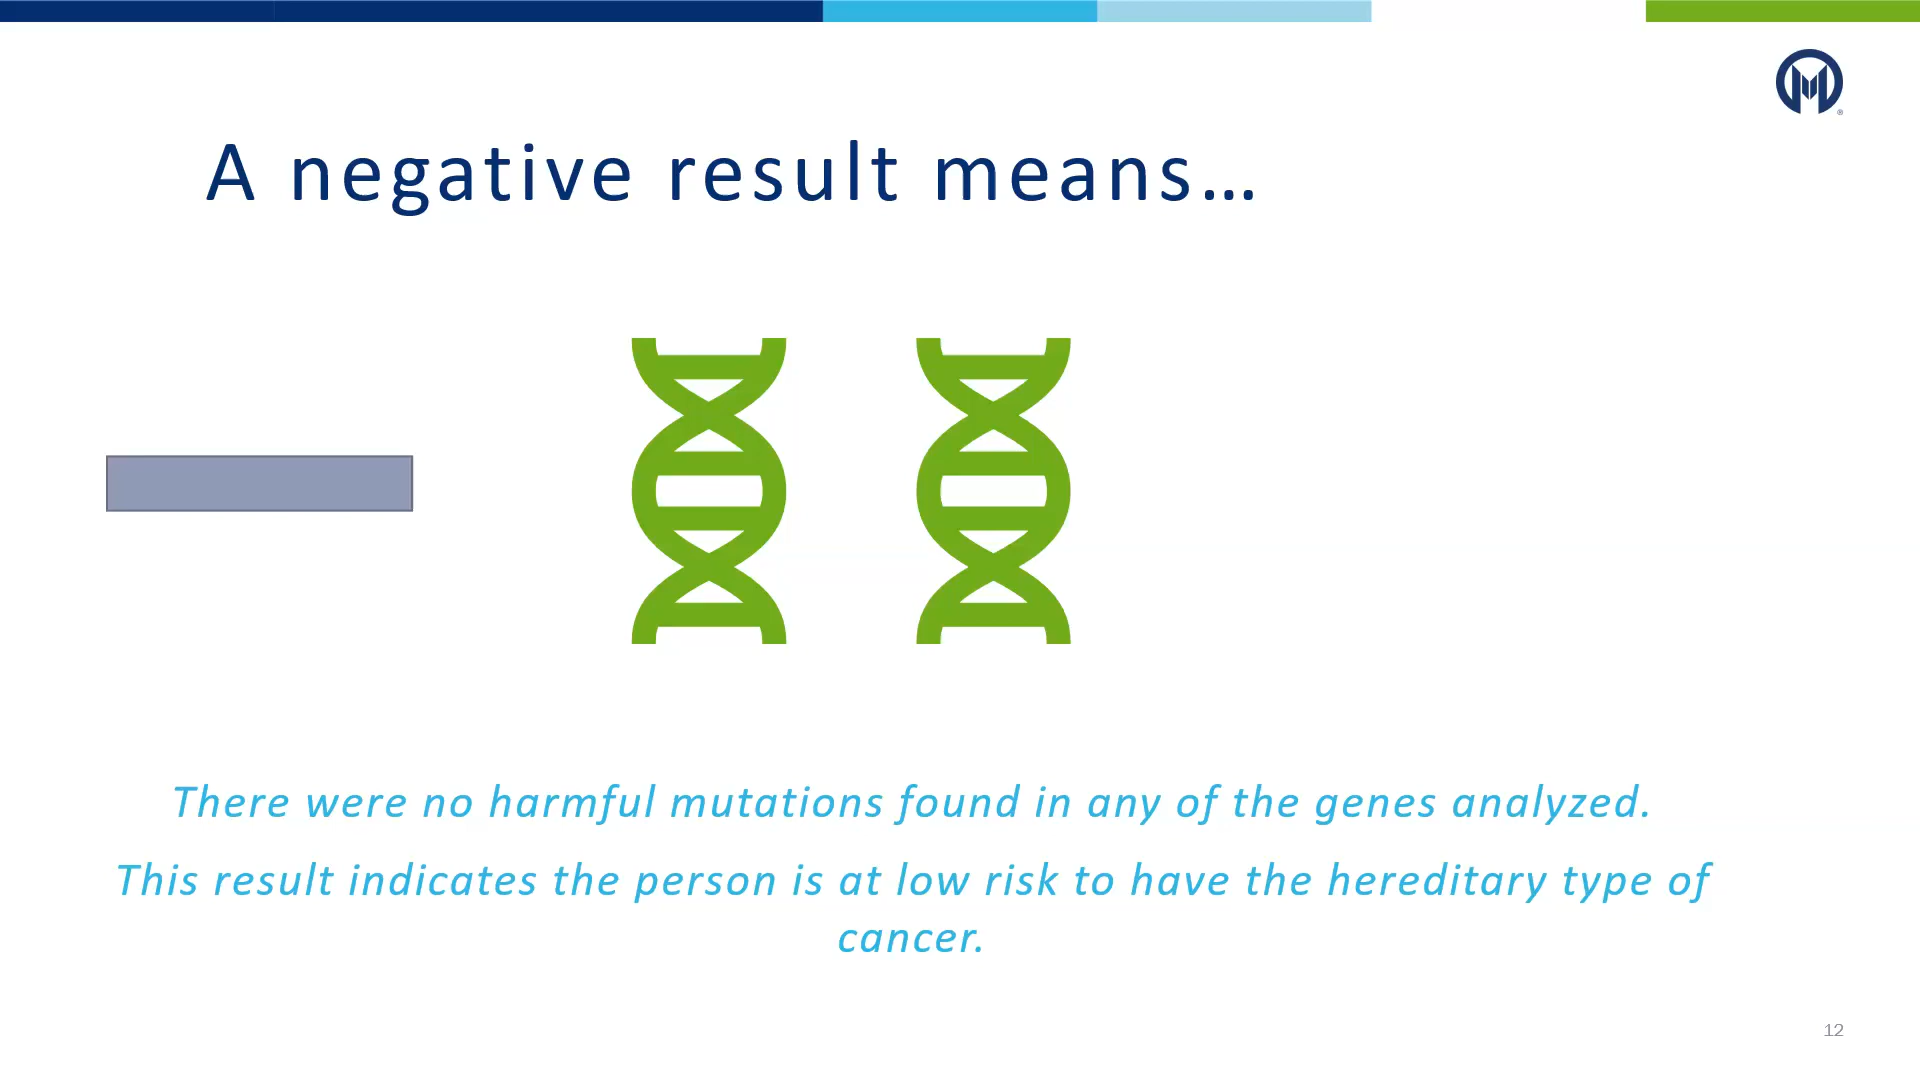 A negative result means…
There were no harmful mutations found in any of the genes analyzed.
This result indicates the person is at low risk to have the hereditary type of
cancer.
12